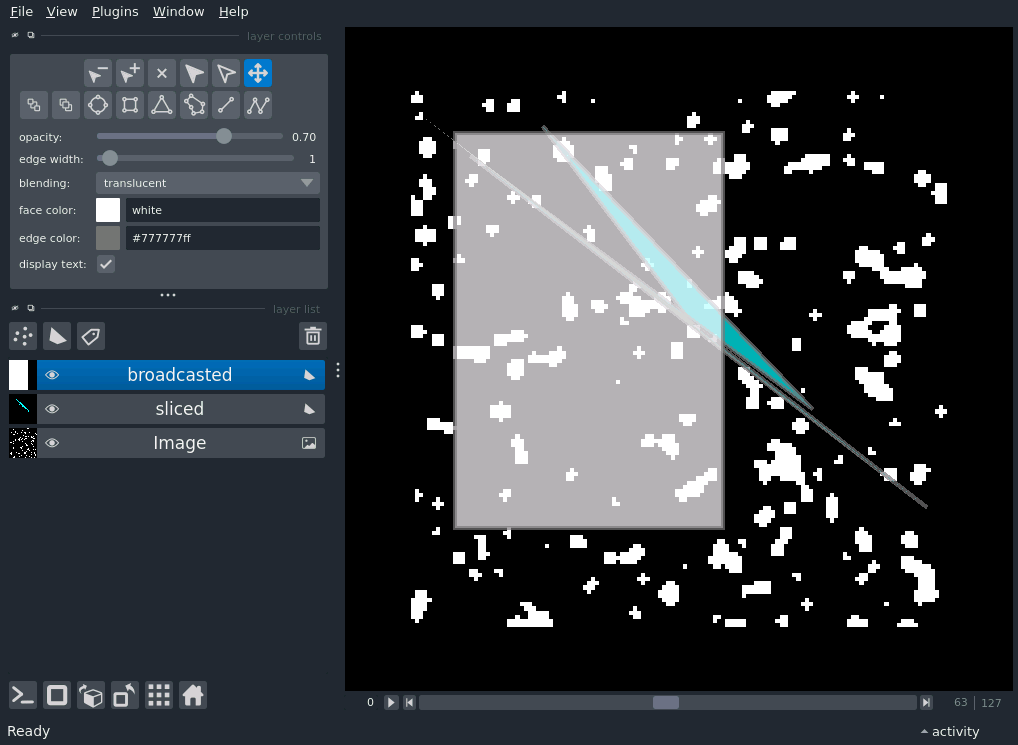 File View Plugins Window Help
layer controls
opacity: 0.70
edge width: 1
blending: translucent
face color: white
edge color: #777777ff
display text:
layer list
broadcasted
sliced
Image
0 63 127
Ready activity